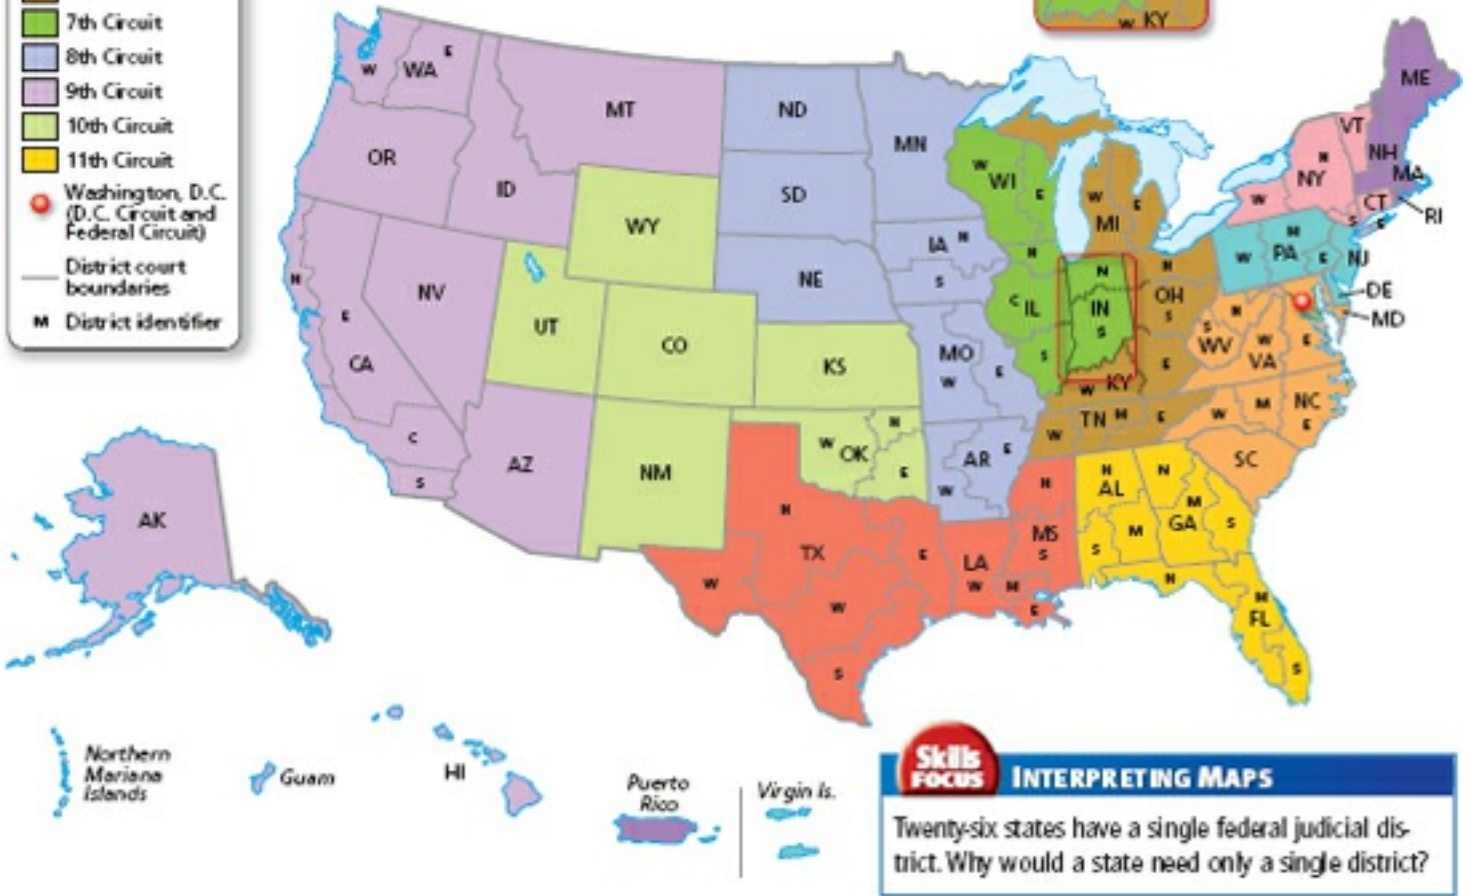 7th Circuit
8th Circuit
9th Circuit
10th Circuit
11th Circuit
Washington, D.C.
(D.C. Circuit and
Federal Circuit)
District court
boundaries
M District identifier
W KY
W WA E
MT
ND
MN
OR
ID
SD
WY
NE
IA N
S
W WI E
W MI E
ME
VT
NH
MA
N
NY
W
CT
RI
S E
M
W PA E NJ
DE
MD
N
E
CA
C
S
NV
UT
CO
KS
MO
W E
N
C IL
S
N
IN
S
N
OH
S
W KY E
N
S
WV
W E
VA
W TN M E
W M NC
E
SC
AZ
NM
N
W OK
E
AR E
W
N
TX
W
W
E
S
LA
W M
E
N
MS
S
N
AL
M
S
N
M
GA S
N
M
FL
S
AK
Northern
Mariana
Islands
Guam
HI
Puerto
Rico
Virgin Is.
Skills
FOCUS
INTERPRETING MAPS
Twenty-six states have a single federal judicial dis-
trict. Why would a state need only a single district?